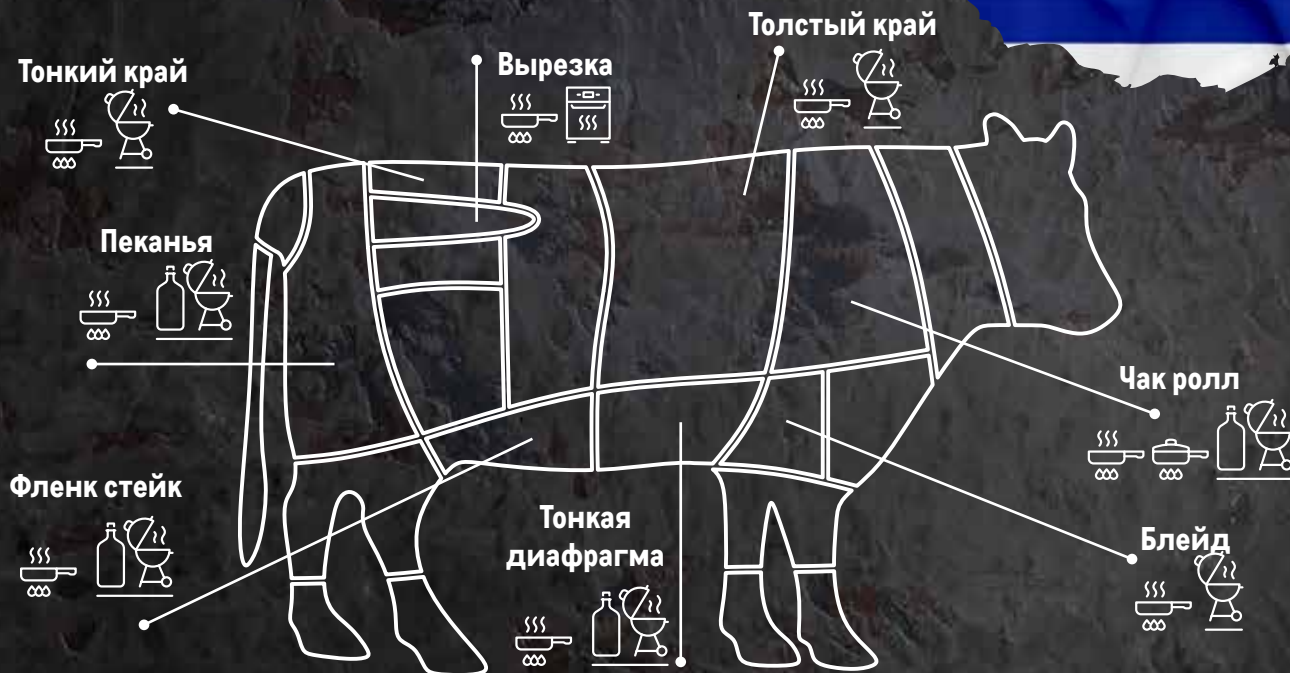 Толстый край
Вырезка
Тонкий край
Пеканья
Чак ролл
Фленк стейк
Тонкая
диафрагма
Блейд